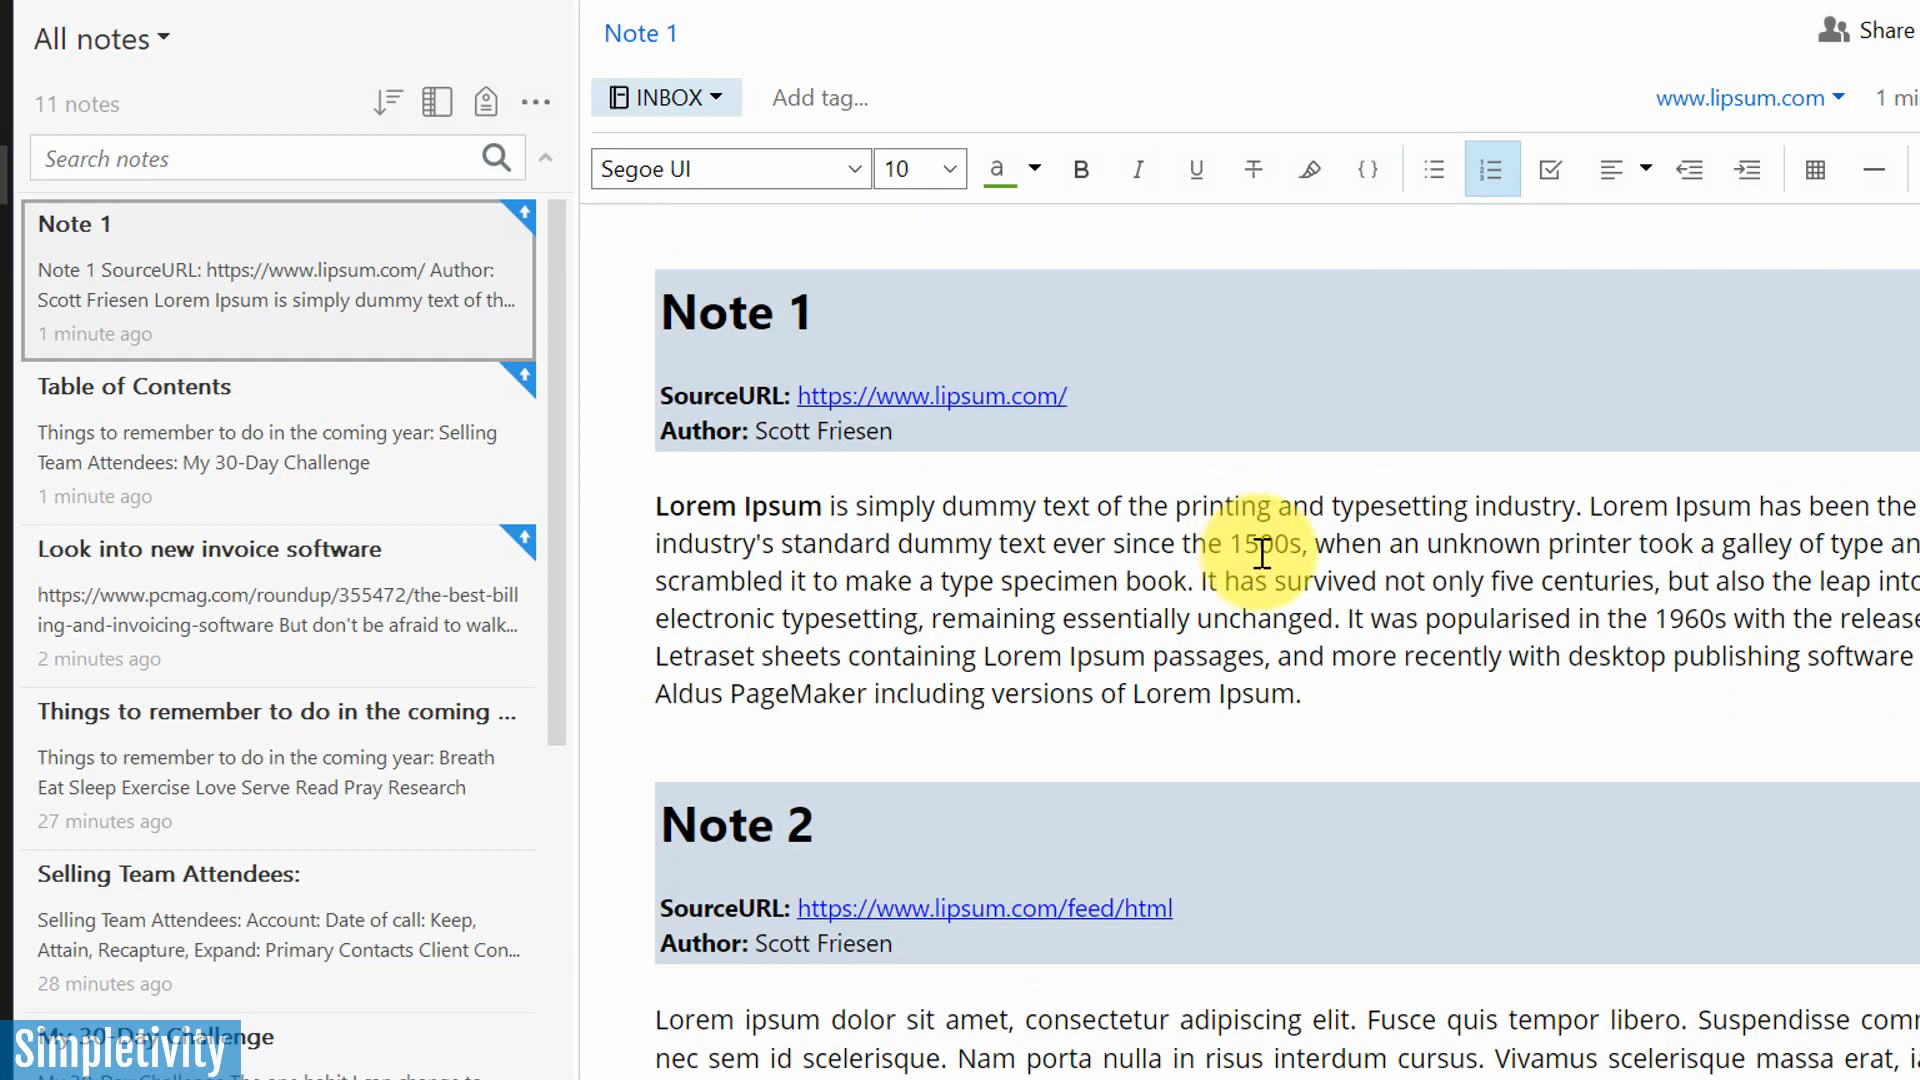 All notes
11 notes
Search notes
Note 1
Note 1 SourceURL: https://www.lipsum.com/ Author:
Scott Friesen Lorem Ipsum is simply dummy text of th...
1 minute ago
Table of Contents
Things to remember to do in the coming year: Selling
Team Attendees: My 30-Day Challenge
1 minute ago
Look into new invoice software
https://www.pcmag.com/roundup/355472/the-best-bill
ing-and-invoicing-software But don't be afraid to walk...
2 minutes ago
Things to remember to do in the coming ...
Things to remember to do in the coming year: Breath
Eat Sleep Exercise Love Serve Read Pray Research
27 minutes ago
Selling Team Attendees:
Selling Team Attendees: Account: Date of call: Keep,
Attain, Recapture, Expand: Primary Contacts Client Con...
28 minutes ago
My 30-Day Challenge
Simpletivity
Note 1
Share
INBOX
Add tag...
www.lipsum.com
1 mi
Segoe UI
10
a B I U T { }
Note 1
SourceURL: https://www.lipsum.com/
Author: Scott Friesen
Lorem Ipsum is simply dummy text of the printing and typesetting industry. Lorem Ipsum has been the
industry's standard dummy text ever since the 1500s, when an unknown printer took a galley of type an
scrambled it to make a type specimen book. It has survived not only five centuries, but also the leap into
electronic typesetting, remaining essentially unchanged. It was popularised in the 1960s with the release
Letraset sheets containing Lorem Ipsum passages, and more recently with desktop publishing software
Aldus PageMaker including versions of Lorem Ipsum.
Note 2
SourceURL: https://www.lipsum.com/feed/html
Author: Scott Friesen
Lorem ipsum dolor sit amet, consectetur adipiscing elit. Fusce quis tempor libero. Suspendisse com
nec sem id scelerisque. Nam porta nulla in risus interdum cursus. Vivamus scelerisque massa erat, ia